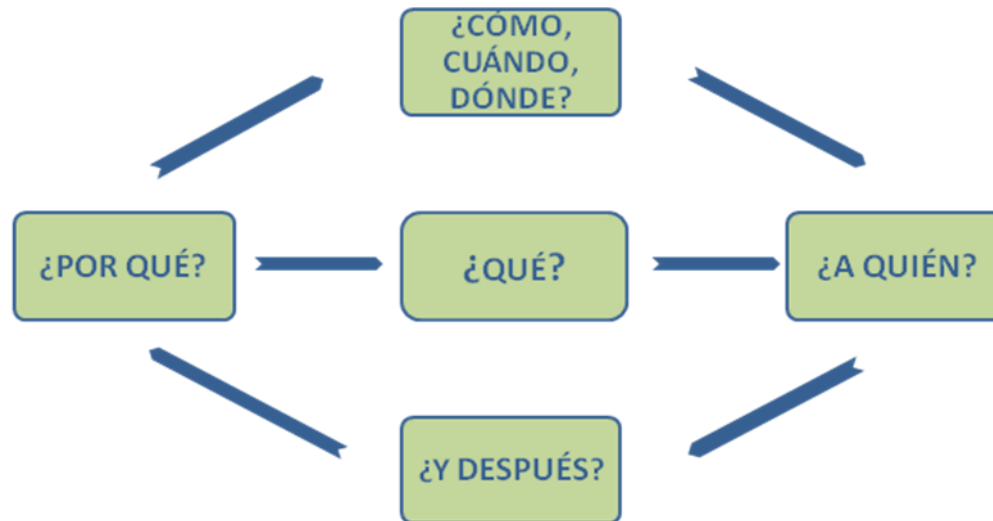 ¿CÓMO,
CUÁNDO,
DÓNDE?
¿POR QUÉ?
¿QUÉ?
¿A QUIÉN?
¿Y DESPUÉS?